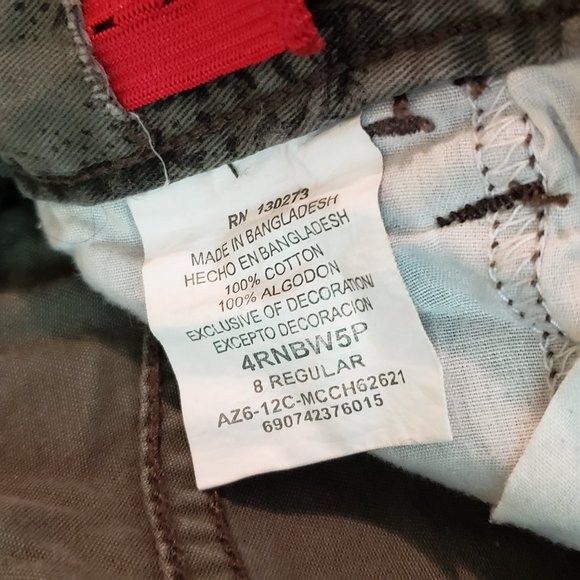 RN 130273
MADE IN BANGLADESH
HECHO EN BANGLADESH
100% COTTON
100% ALGODON
EXCLUSIVE OF DECORATION/
EXCEPTO DECORACION
4RNBW5P
8 REGULAR
AZ6-12C-MCCH62621
690742376015